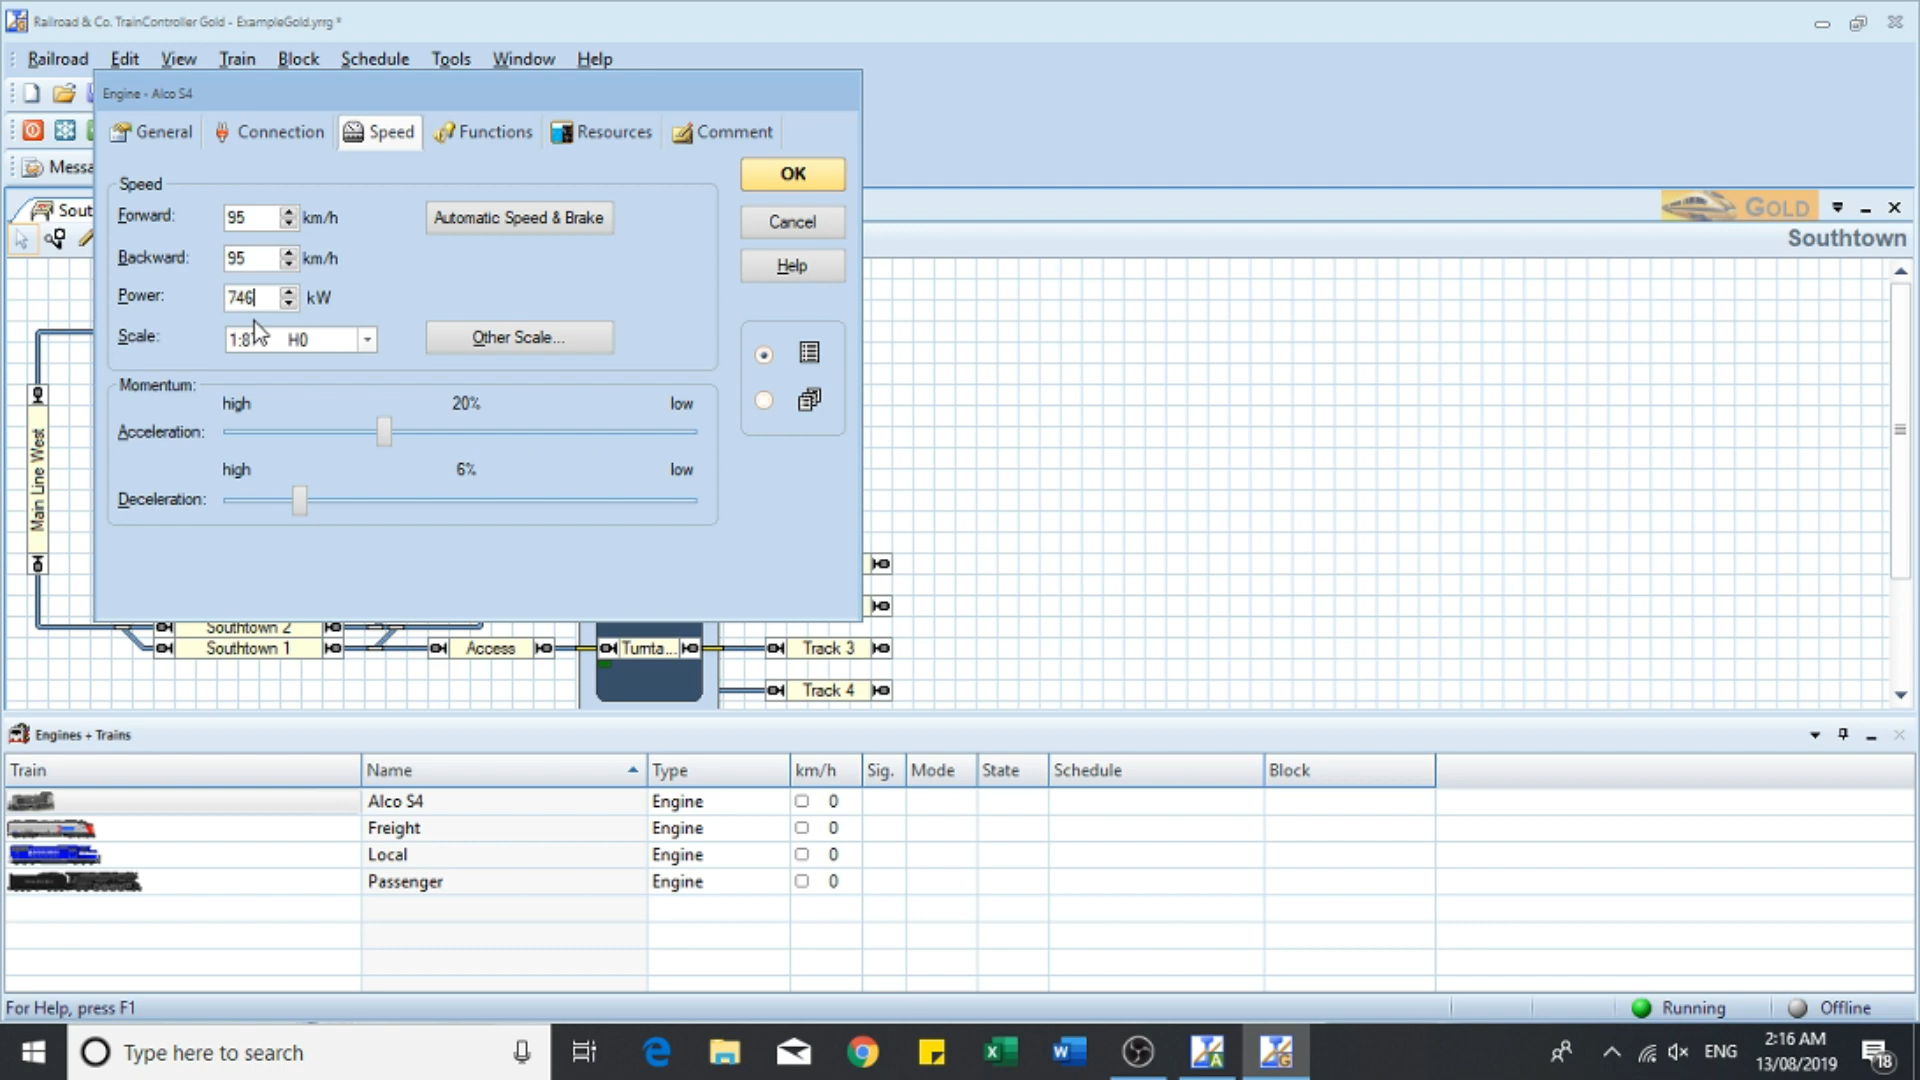 Railroad & Co. TrainController Gold - ExampleGold.yrrg *
Railroad Edit View Train Block Schedule Tools Window Help
Engine - Alco S4
General Connection Speed Functions Resources Comment
Messa
OK
Speed
Forward: 95 km/h Automatic Speed & Brake
Cancel
South
GOLD
Southtown
Backward: 95 km/h
Help
Power: 746 kW
Scale: H0 Other Scale...
Momentum:
high 20% low
Acceleration:
high 6% low
Deceleration:
Main Line West
Southtown 2
Southtown 1 Access Turnta... Track 3
Track 4
Engines + Trains
Train Name Type km/h Sig. Mode State Schedule Block
Alco S4 Engine 0
Freight Engine 0
Local Engine 0
Passenger Engine 0
For Help, press F1
Running Offline
Type here to search
ENG
2:16 AM
13/08/2019
18